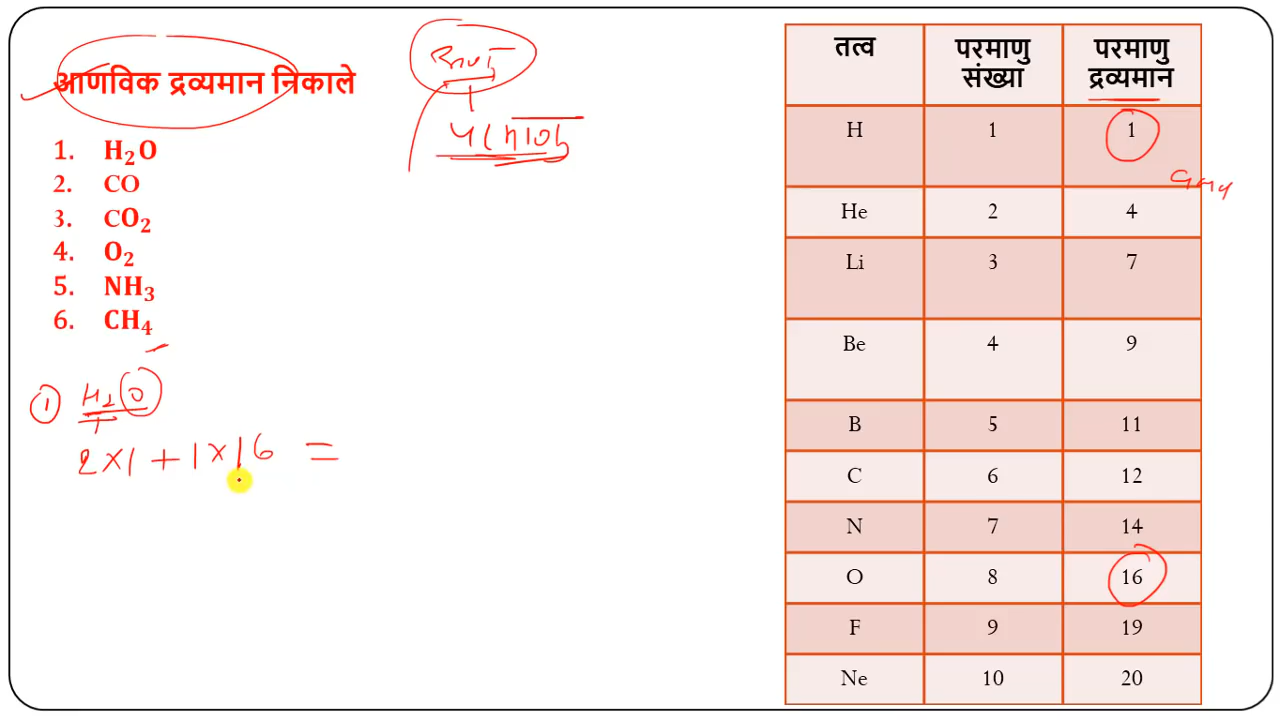 आणविक द्रव्यमान निकाले
1. H₂O
2. CO
3. CO₂
4. O₂
5. NH₃
6. CH₄
① H₂O
2×1 + 1×16 =
तत्व परमाणु संख्या परमाणु द्रव्यमान
H 1 1
He 2 4
Li 3 7
Be 4 9
B 5 11
C 6 12
N 7 14
O 8 16
F 9 19
Ne 10 20